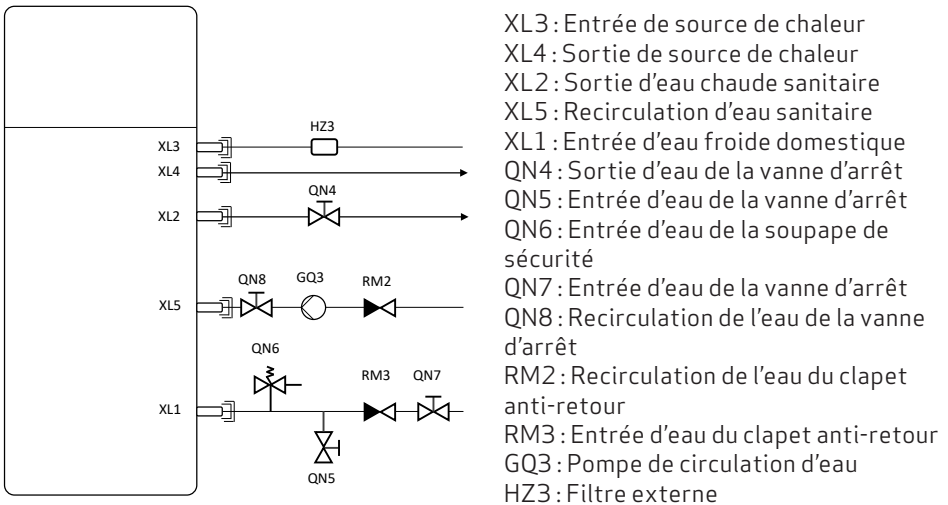 HZ3
XL3
XL4
QN4
XL2
QN8
GQ3
RM2
XL5
QN6
RM3
QN7
XL1
QN5
XL3 : Entrée de source de chaleur
XL4 : Sortie de source de chaleur
XL2 : Sortie d'eau chaude sanitaire
XL5 : Recirculation d'eau sanitaire
XL1 : Entrée d'eau froide domestique
QN4 : Sortie d'eau de la vanne d'arrêt
QN5 : Entrée d'eau de la vanne d'arrêt
QN6 : Entrée d'eau de la soupape de
sécurité
QN7 : Entrée d'eau de la vanne d'arrêt
QN8 : Recirculation de l'eau de la vanne
d'arrêt
RM2 : Recirculation de l'eau du clapet
anti-retour
RM3 : Entrée d'eau du clapet anti-retour
GQ3 : Pompe de circulation d'eau
HZ3 : Filtre externe